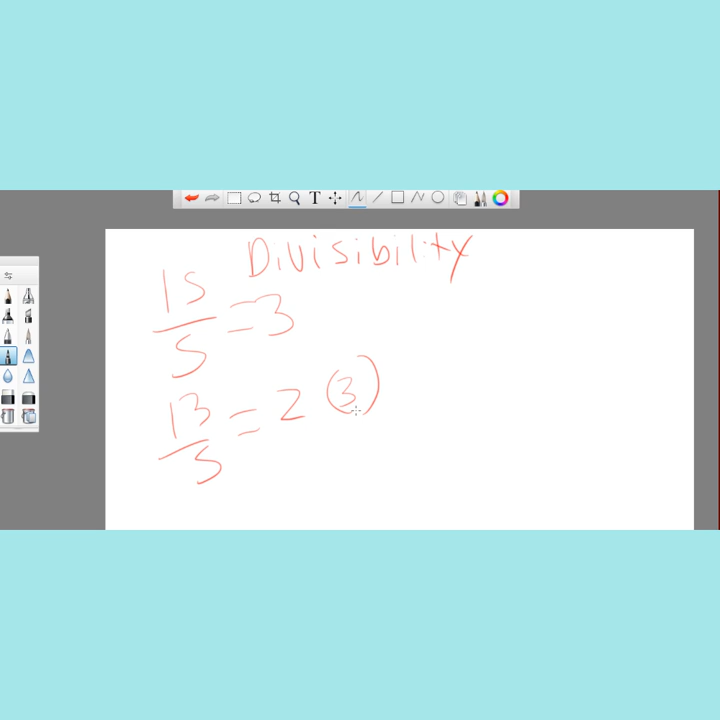 Divisibility
15/5 = 3
13/5 = 2 (3)